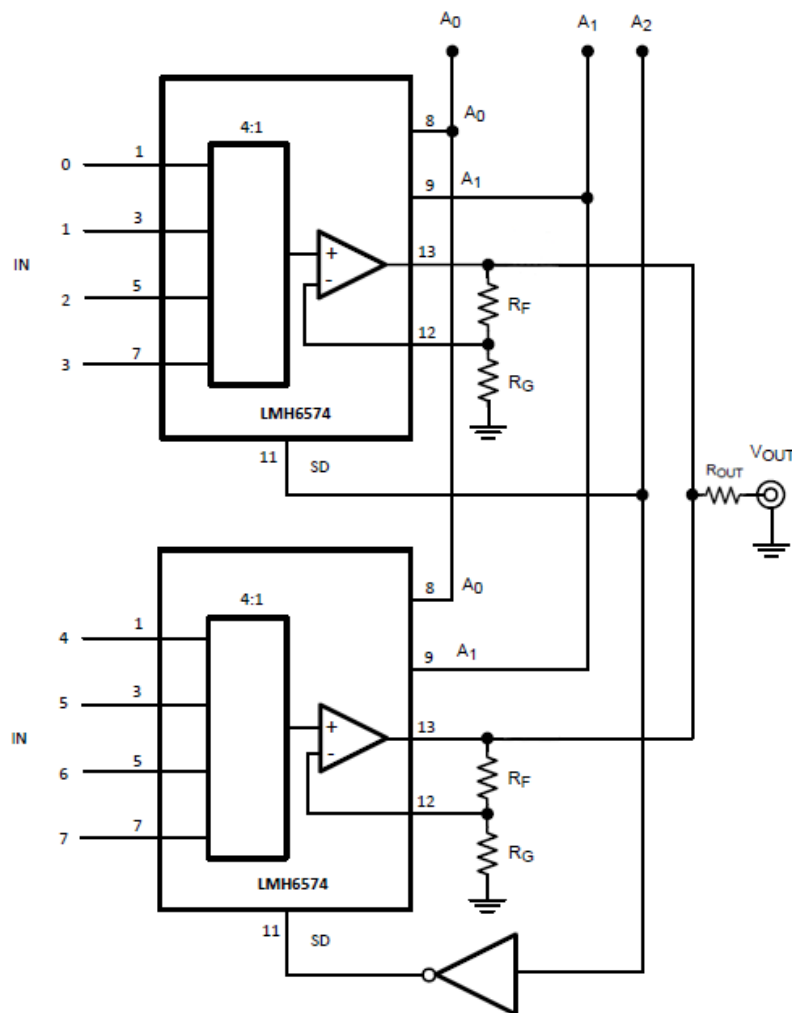 A0 A1 A2
8 A0
4:1
0 1
9 A1
1 3
+ 13
IN
-
2 5 RF
12
3 7 RG
LMH6574
11 SD
VOUT
ROUT
8 A0
4:1
4 1
9 A1
5 3
+ 13
IN
-
6 5 RF
12
7 7 RG
LMH6574
11 SD